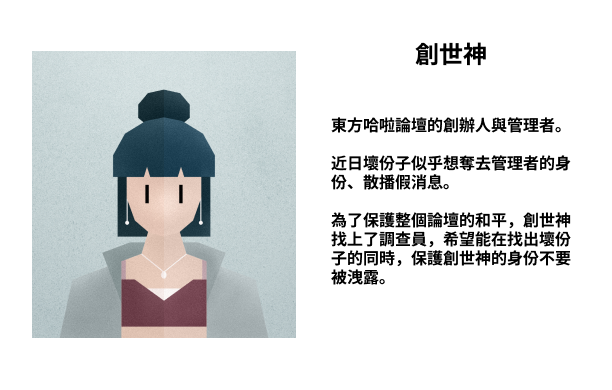 創世神
東方哈啦論壇的創辦人與管理者。
近日壞份子似乎想奪去管理者的身
份、散播假消息。
為了保護整個論壇的和平，創世神
找上了調查員，希望能在找出壞份
子的同時，保護創世神的身份不要
被洩露。